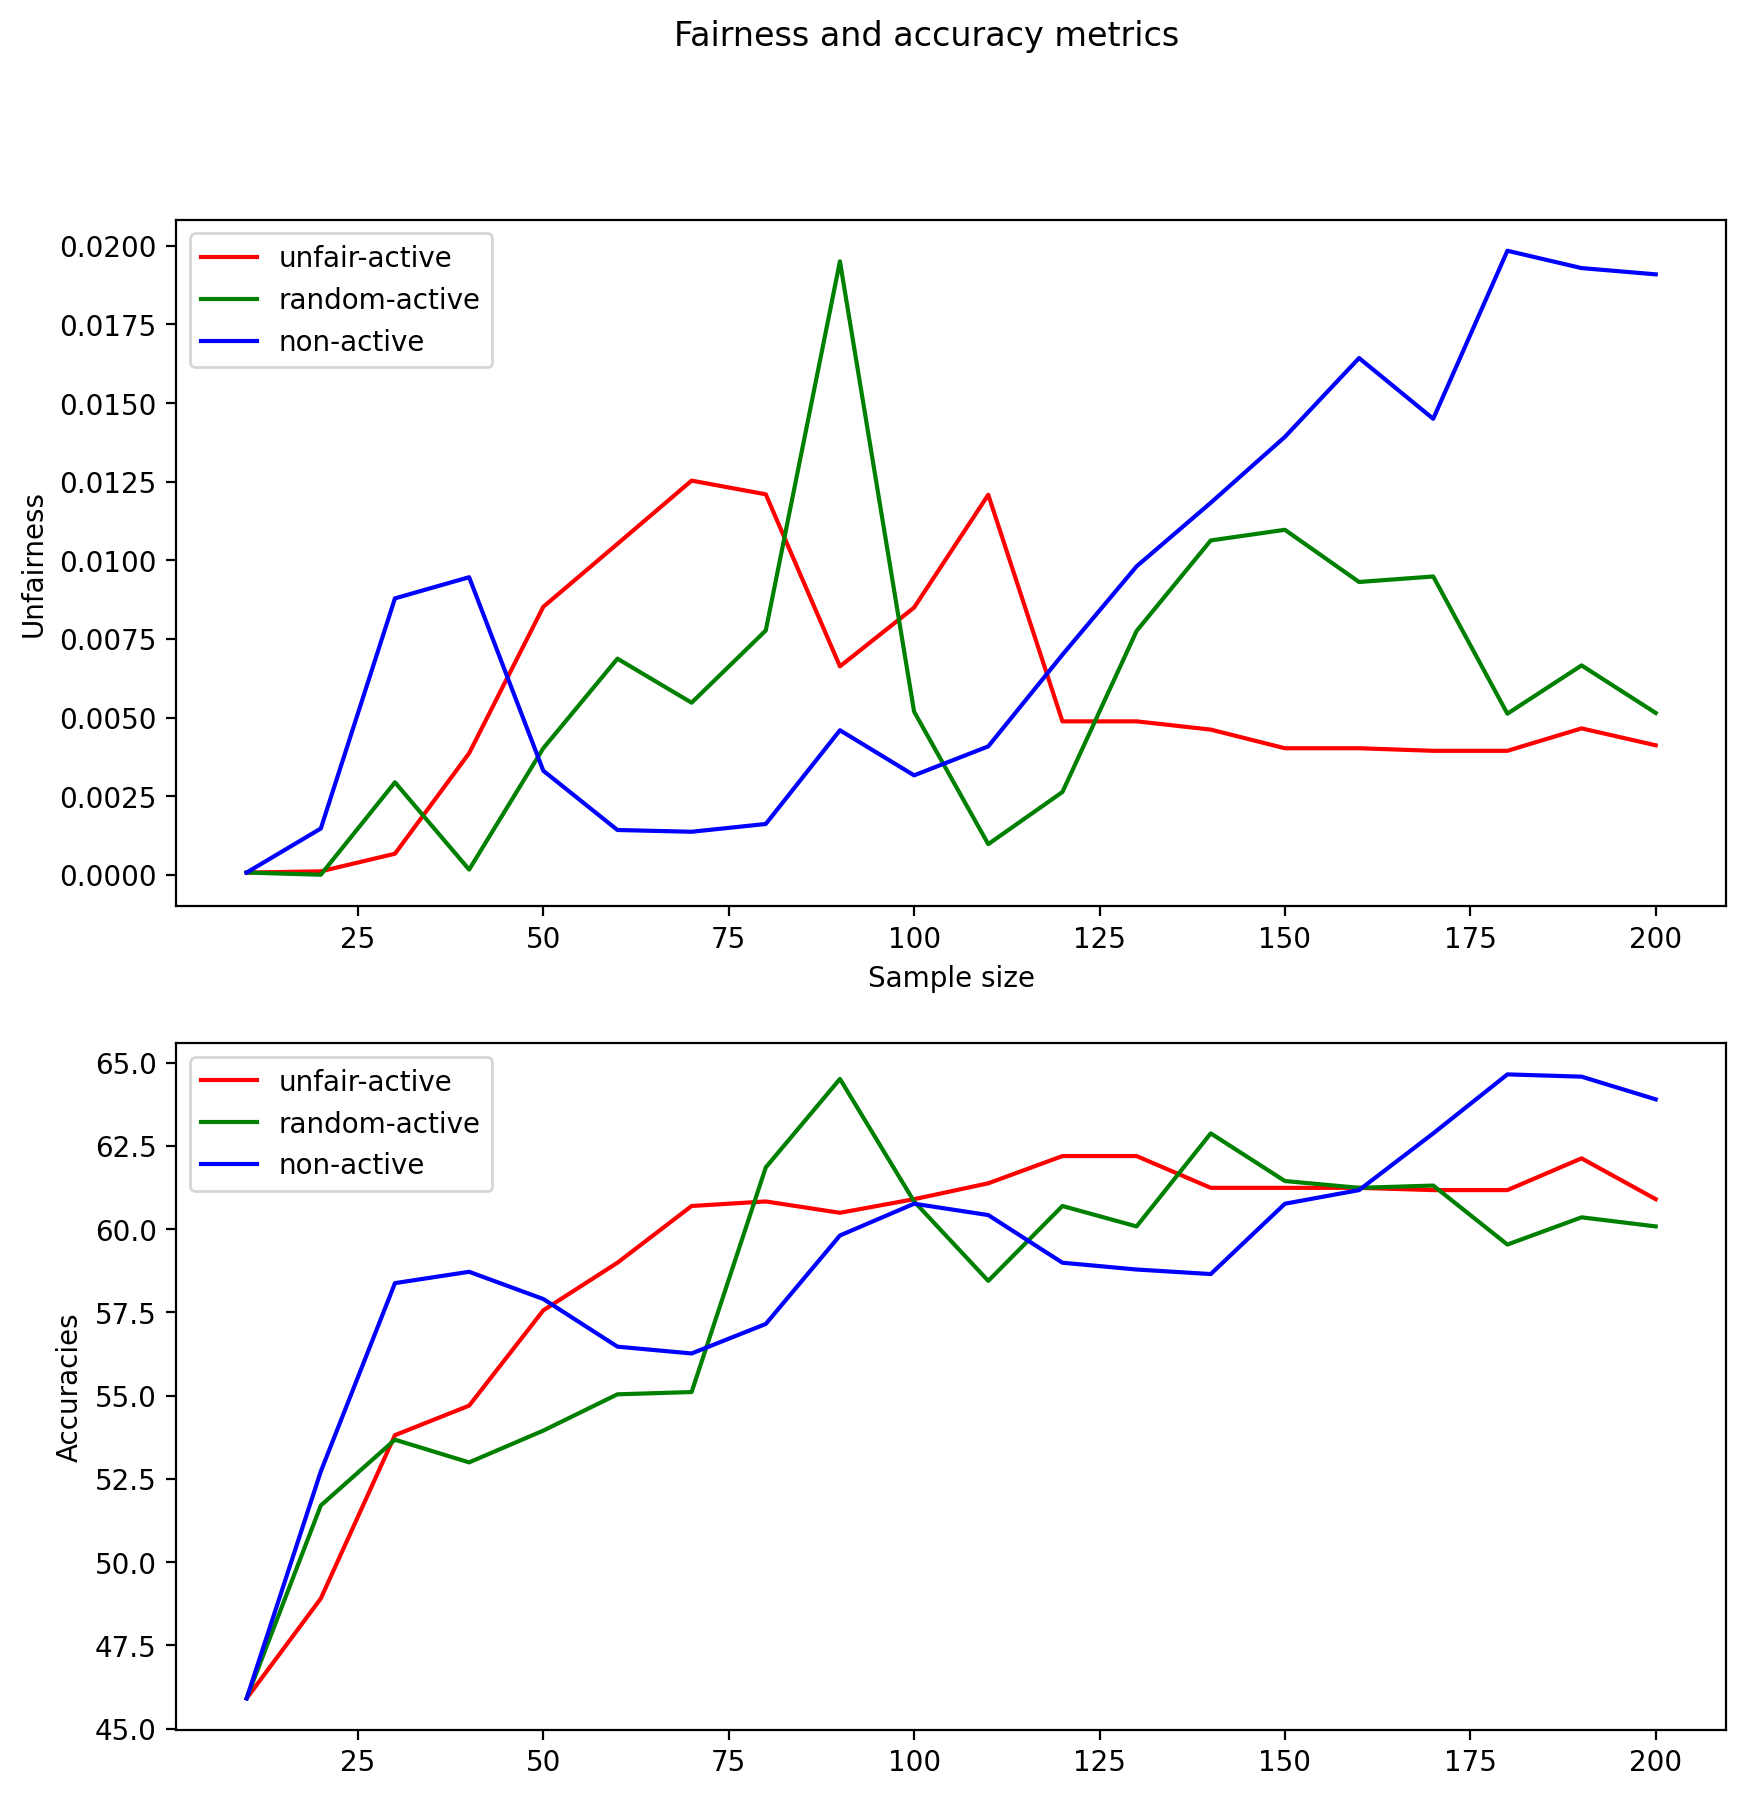 Fairness and accuracy metrics
unfair-active
random-active
non-active
0.0200
0.0175
0.0150
0.0125
0.0100
0.0075
0.0050
0.0025
0.0000
Unfairness
25 50 75 100 125 150 175 200
Sample size
unfair-active
random-active
non-active
65.0
62.5
60.0
57.5
55.0
52.5
50.0
47.5
45.0
Accuracies
25 50 75 100 125 150 175 200